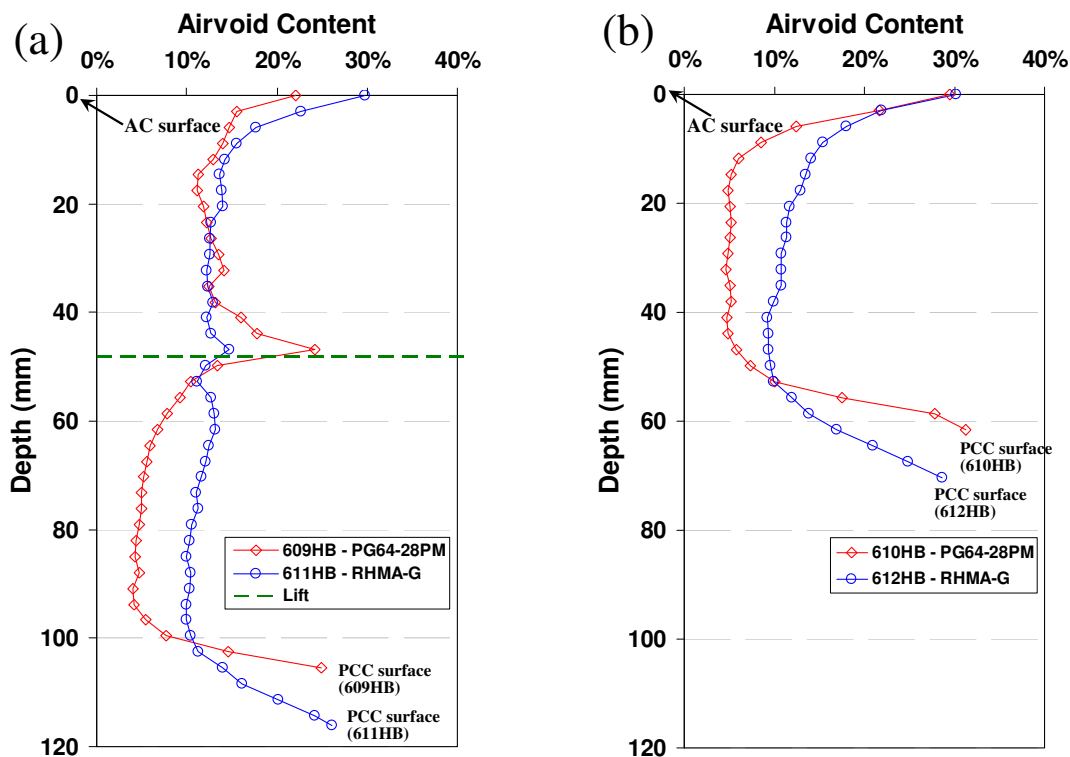 (a)
Airvoid Content
0% 10% 20% 30% 40%
0
20
40
60
80
100
120
Depth (mm)
AC surface
609HB - PG64-28PM
611HB - RHMA-G
Lift
PCC surface
(609HB)
PCC surface
(611HB)
(b)
Airvoid Content
0% 10% 20% 30% 40%
0
20
40
60
80
100
120
Depth (mm)
AC surface
PCC surface
(610HB)
PCC surface
(612HB)
610HB - PG64-28PM
612HB - RHMA-G